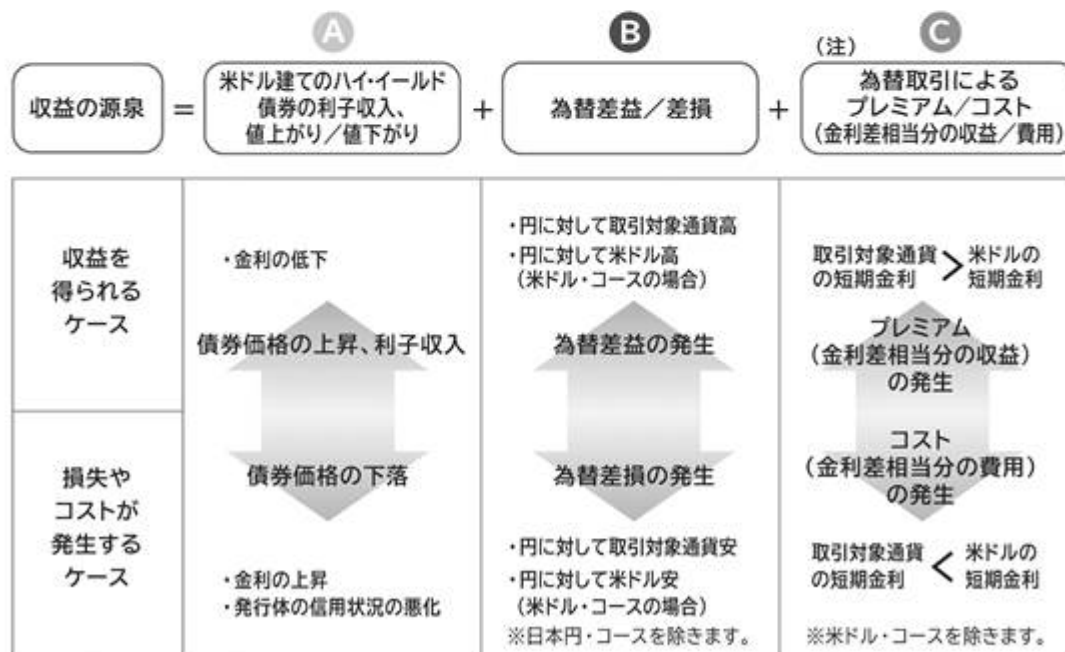 A
B
(注)
C
収益の源泉
=
米ドル建てのハイ・イールド
債券の利子収入、
値上がり/値下がり
+
為替差益/差損
+
為替取引による
プレミアム/コスト
(金利差相当分の収益/費用)
収益を
得られる
ケース
・金利の低下
債券価格の上昇、利子収入
・円に対して取引対象通貨高
・円に対して米ドル高
(米ドル・コースの場合)
為替差益の発生
取引対象通貨
の短期金利
>
米ドルの
短期金利
プレミアム
(金利差相当分の収益)
の発生
損失や
コストが
発生する
ケース
債券価格の下落
・金利の上昇
・発行体の信用状況の悪化
為替差損の発生
・円に対して取引対象通貨安
・円に対して米ドル安
(米ドル・コースの場合)
※日本円・コースを除きます。
コスト
(金利差相当分の費用)
の発生
取引対象通貨
の短期金利
<
米ドルの
短期金利
※米ドル・コースを除きます。